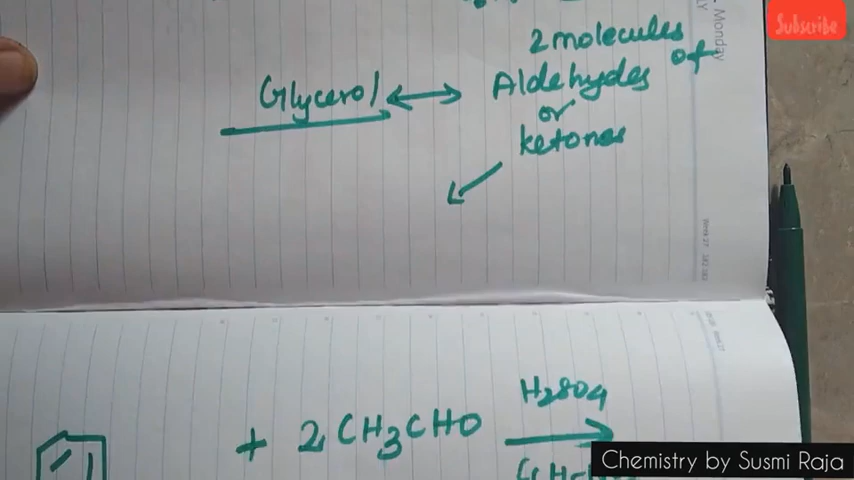 Monday
Subscribe
2 molecules
of
Glycerol ↔ Aldehydes
or
ketones
H2SO4
+ 2 CH3CHO →
Chemistry by Susmi Raja